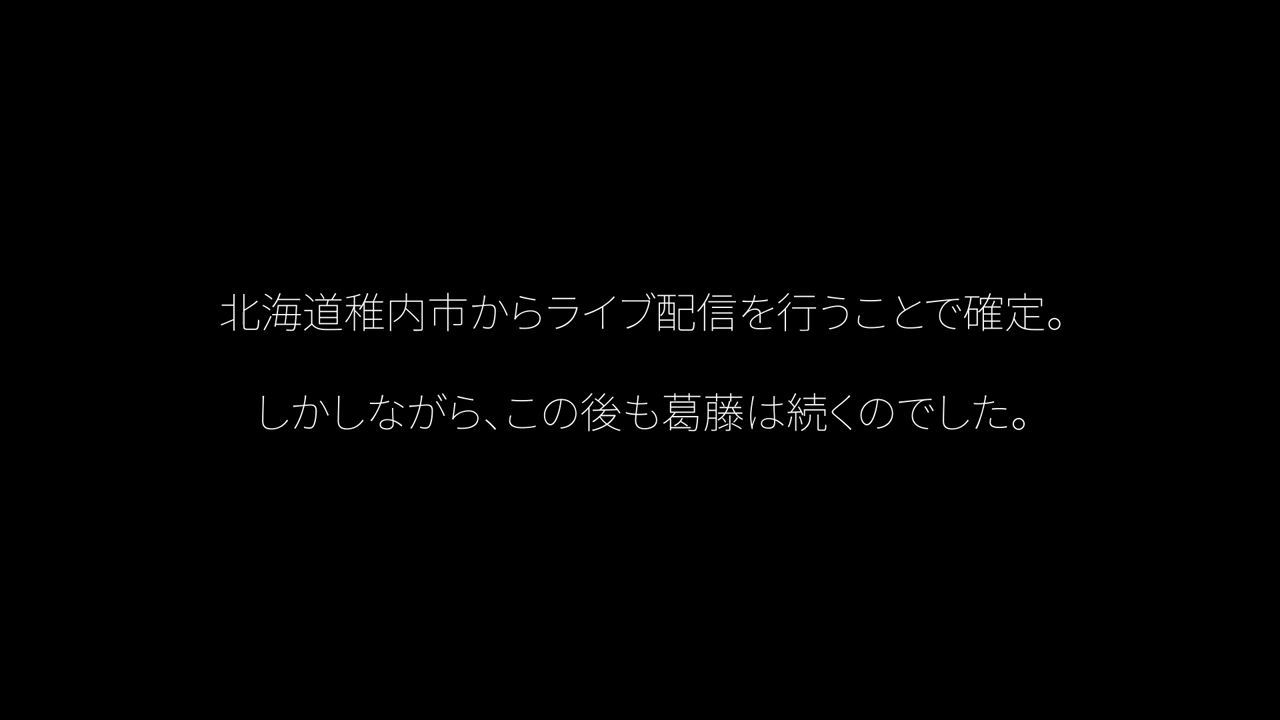 北海道稚内市からライブ配信を行うことで確定。
しかしながら、この後も葛藤は続くのでした。